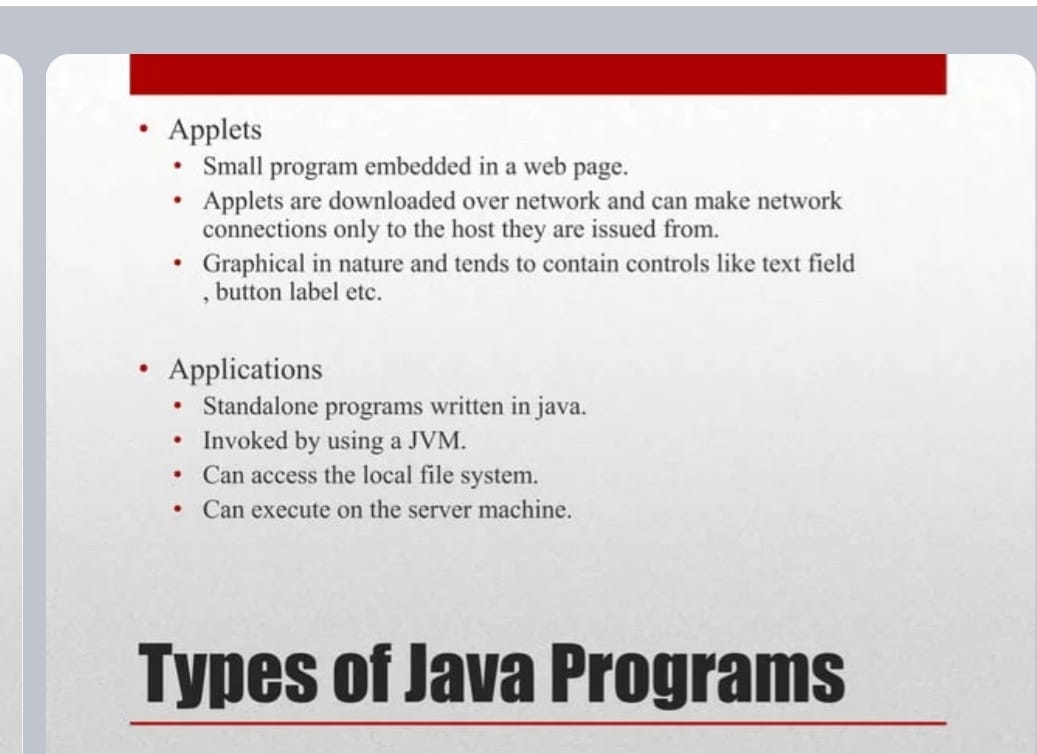 Applets
Small program embedded in a web page.
Applets are downloaded over network and can make network
connections only to the host they are issued from.
Graphical in nature and tends to contain controls like text field
, button label etc.
Applications
Standalone programs written in java.
Invoked by using a JVM.
Can access the local file system.
Can execute on the server machine.
Types of Java Programs